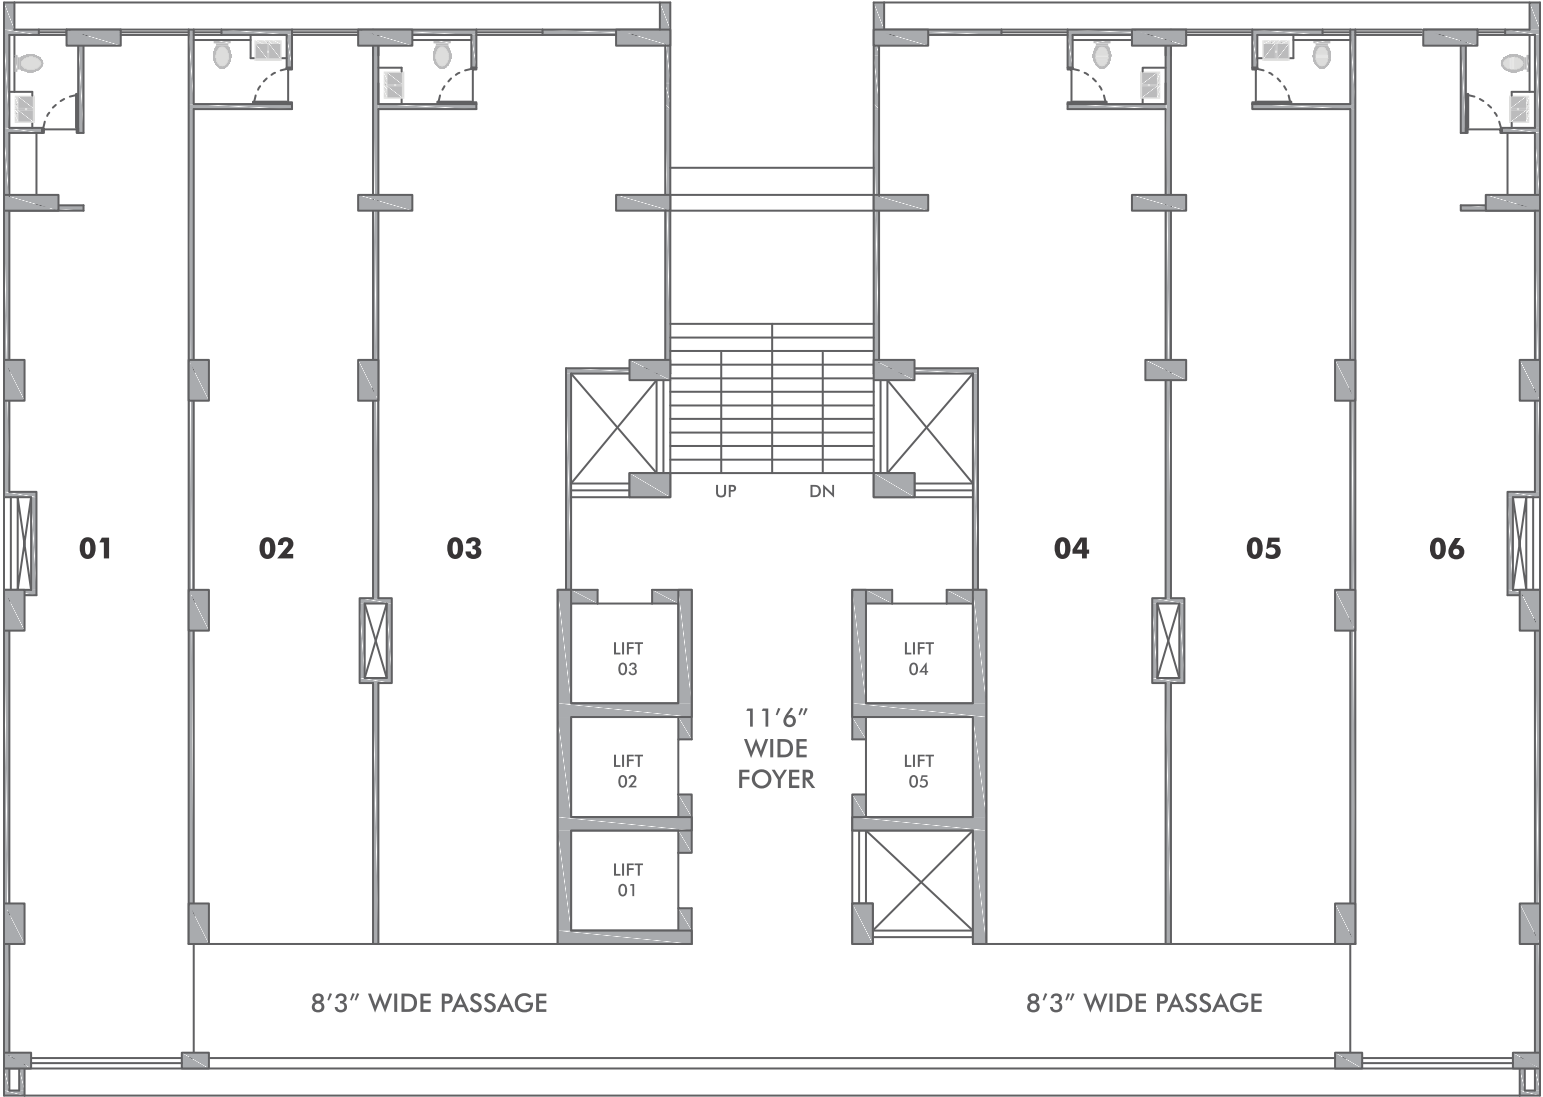 UP
DN
01
02
03
04
05
06
LIFT
03
LIFT
04
11’6”
WIDE
FOYER
LIFT
02
LIFT
05
LIFT
01
8’3” WIDE PASSAGE
8’3” WIDE PASSAGE